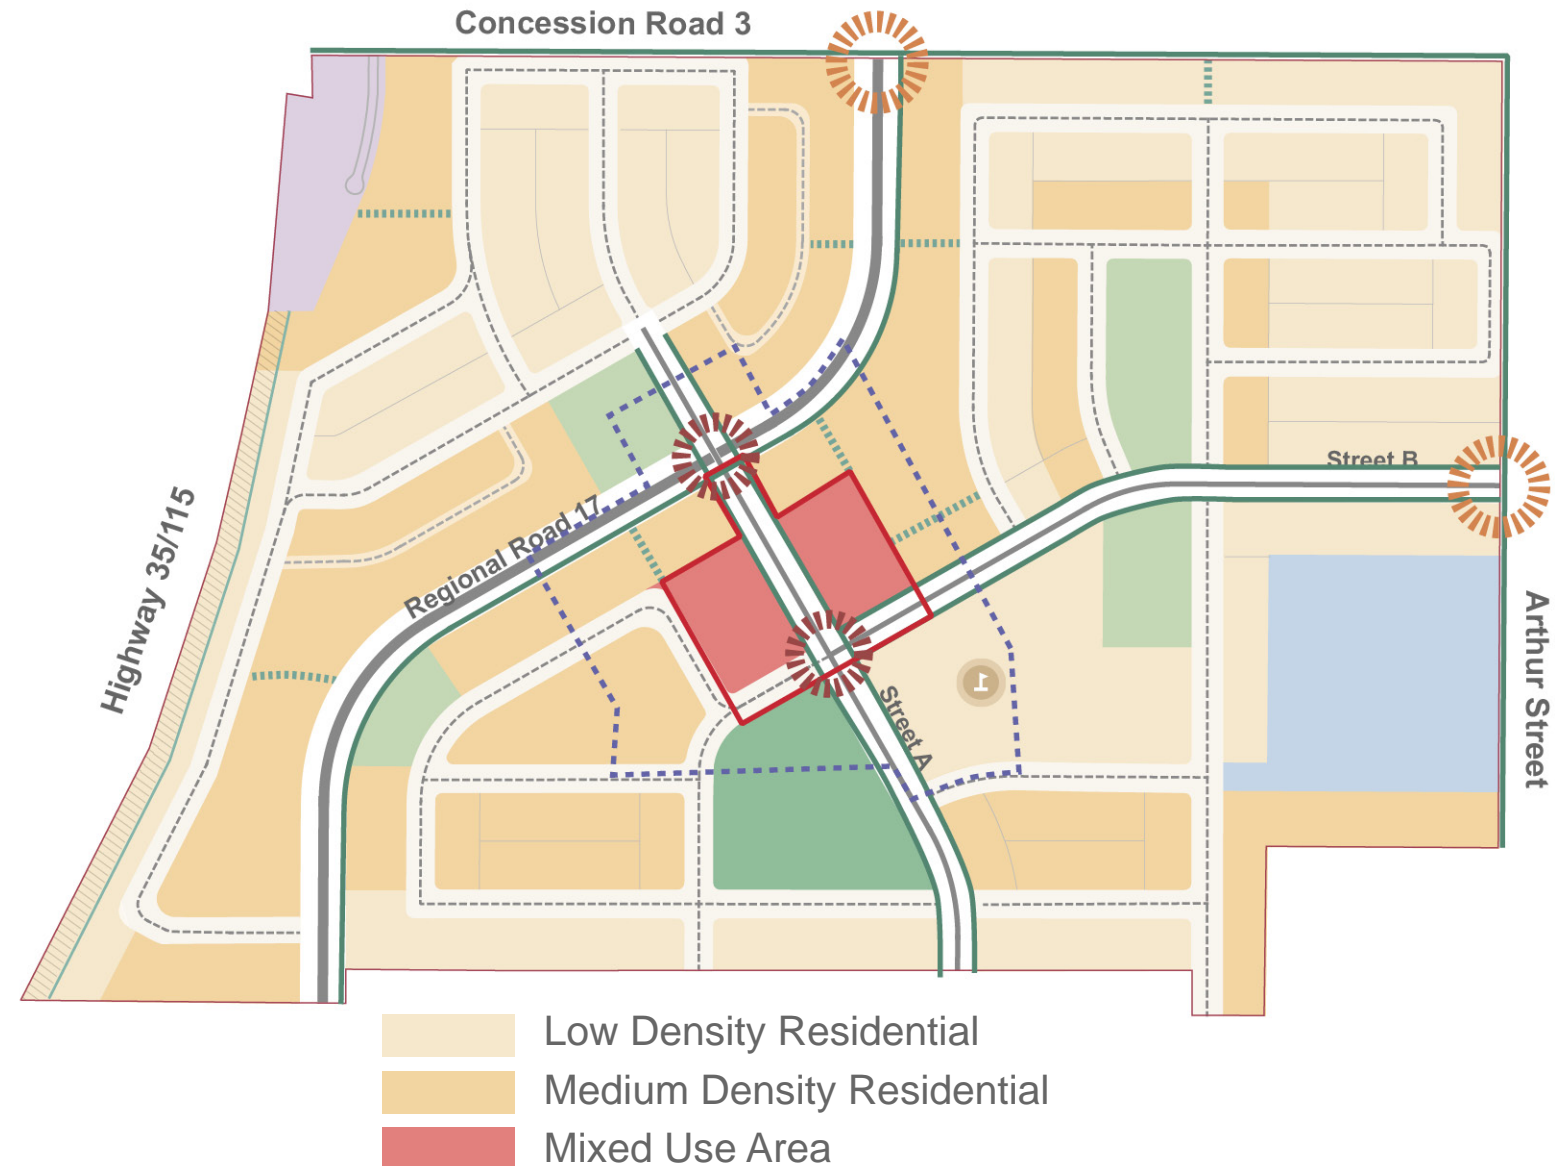 Concession Road 3
Street B
Highway 35/115
Regional Road 17
Arthur Street
Street A
Low Density Residential
Medium Density Residential
Mixed Use Area